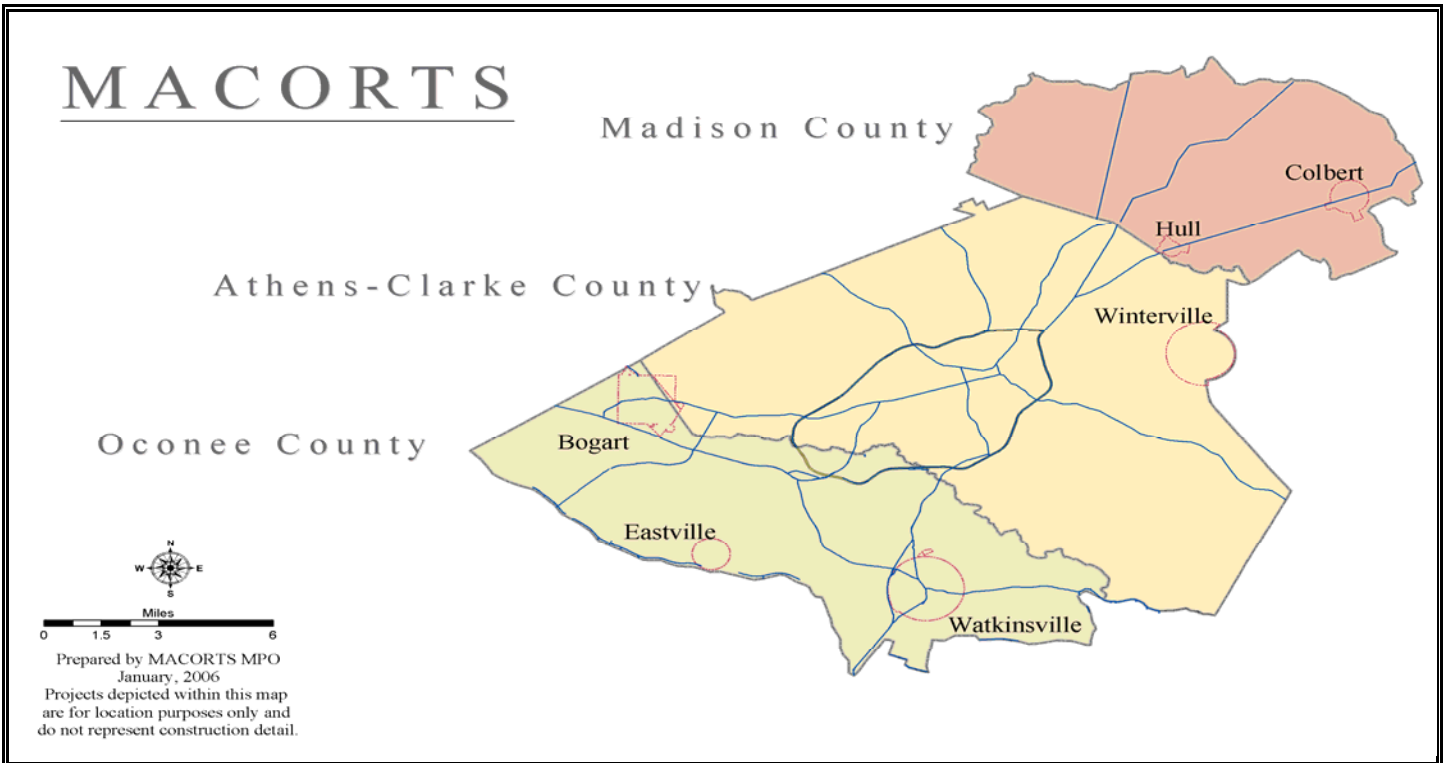 MACORTS
Madison County
Colbert
Hull
Athens-Clarke County
Winterville
Oconee County
Bogart
Eastville
Watkinsville
N
W E
S
Miles
0 1.5 3 6
Prepared by MACORTS MPO
January, 2006
Projects depicted within this map
are for location purposes only and
do not represent construction detail.